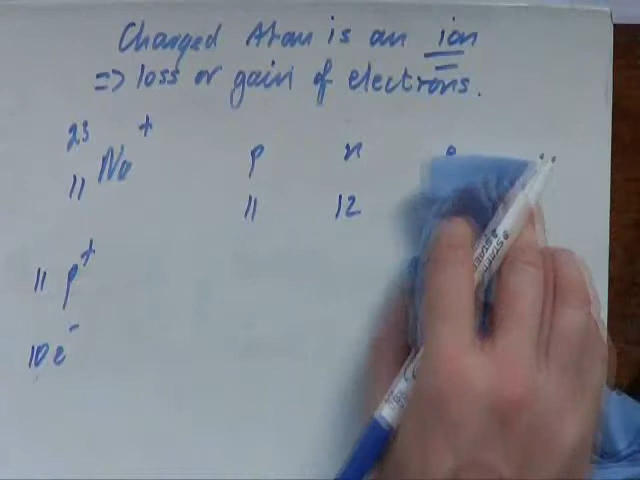 Charged Atom is an ion
=> loss or gain of electrons.
23 Na +
11
p n e
11 12
11 p+
10 e-